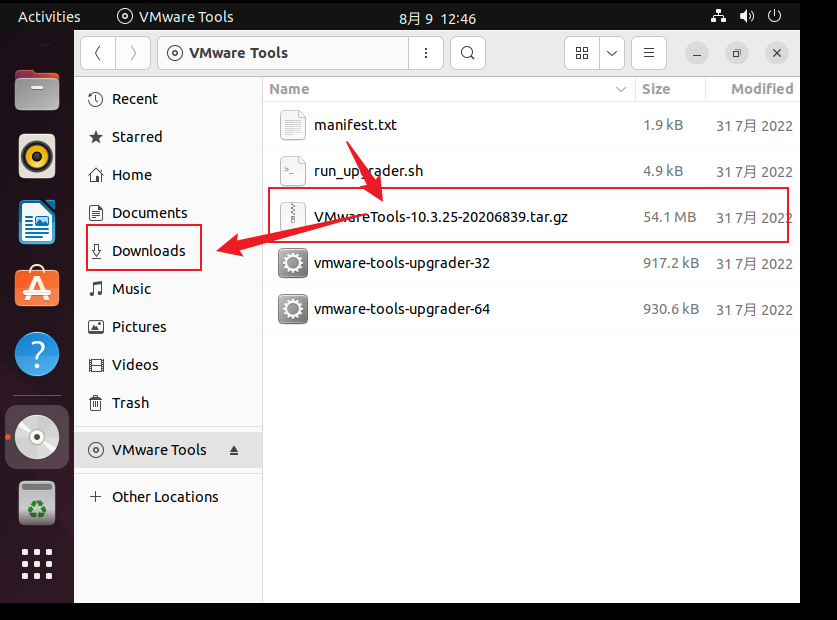 Activities VMware Tools 8月 9 12:46
VMware Tools
Name Size Modified
Recent
Starred
Home
Documents
Downloads
Music
Pictures
Videos
Trash
VMware Tools
Other Locations
manifest.txt 1.9 kB 31 7月 2022
run_upgrader.sh 4.9 kB 31 7月 2022
VMwareTools-10.3.25-20206839.tar.gz 54.1 MB 31 7月 2022
vmware-tools-upgrader-32 917.2 kB 31 7月 2022
vmware-tools-upgrader-64 930.6 kB 31 7月 2022